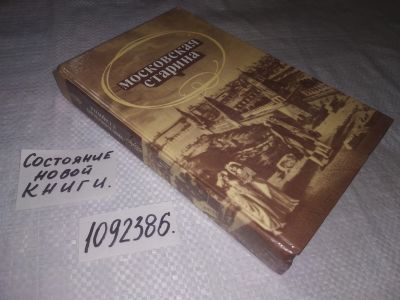 МОСКОВСКАЯ
СТАРИНА
СОСТОЯНИЕ
НОВОЙ
КНИГИ.
1092386.